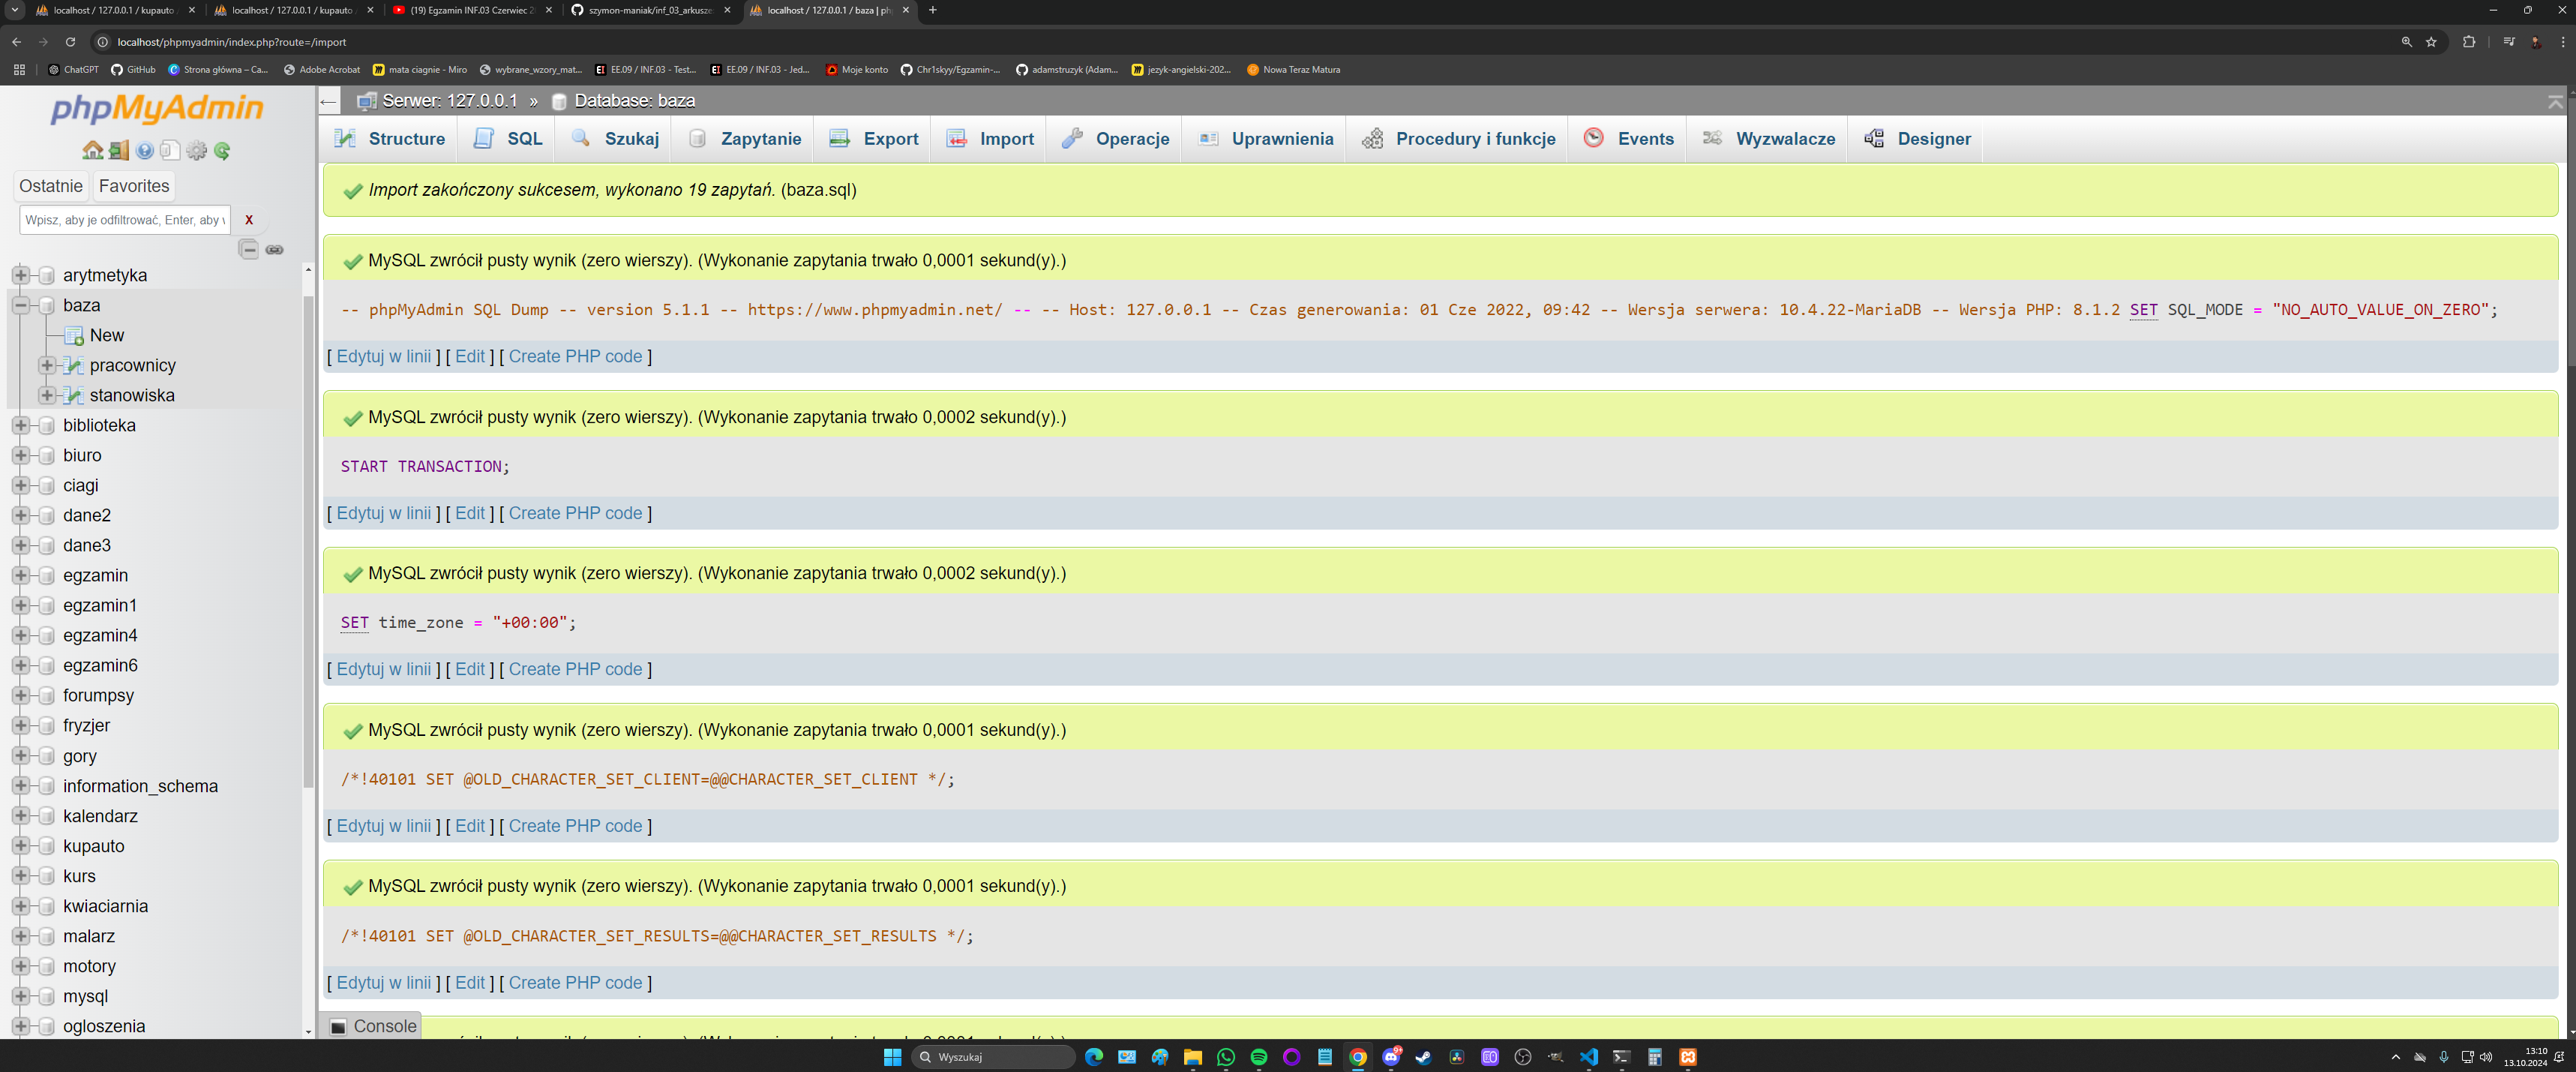 localhost / 127.0.0.1 / kupauto
localhost / 127.0.0.1 / kupauto
(19) Egzamin INF.03 Czerwiec 2
szymon-maniak/inf_03_arkusze
localhost / 127.0.0.1 / baza | ph
localhost/phpmyadmin/index.php?route=/import
ChatGPT
GitHub
Strona główna – Ca...
Adobe Acrobat
mata ciagnie - Miro
wybrane_wzory_mat...
EE.09 / INF.03 - Test...
EE.09 / INF.03 - Jed...
Moje konto
Chr1skyy/Egzamin-...
adamstruzyk (Adam...
jezyk-angielski-202...
Nowa Teraz Matura
phpMyAdmin
Ostatnie
Favorites
Wpisz, aby je odfiltrować, Enter, aby w
X
arytmetyka
baza
New
pracownicy
stanowiska
biblioteka
biuro
ciagi
dane2
dane3
egzamin
egzamin1
egzamin4
egzamin6
forumpsy
fryzjer
gory
information_schema
kalendarz
kupauto
kurs
kwiaciarnia
malarz
motory
mysql
ogloszenia
Serwer: 127.0.0.1 » Database: baza
Structure
SQL
Szukaj
Zapytanie
Export
Import
Operacje
Uprawnienia
Procedury i funkcje
Events
Wyzwalacze
Designer
Import zakończony sukcesem, wykonano 19 zapytań. (baza.sql)
MySQL zwrócił pusty wynik (zero wierszy). (Wykonanie zapytania trwało 0,0001 sekund(y).)
-- phpMyAdmin SQL Dump -- version 5.1.1 -- https://www.phpmyadmin.net/ -- -- Host: 127.0.0.1 -- Czas generowania: 01 Cze 2022, 09:42 -- Wersja serwera: 10.4.22-MariaDB -- Wersja PHP: 8.1.2 SET SQL_MODE = "NO_AUTO_VALUE_ON_ZERO";
[ Edytuj w linii ] [ Edit ] [ Create PHP code ]
MySQL zwrócił pusty wynik (zero wierszy). (Wykonanie zapytania trwało 0,0002 sekund(y).)
START TRANSACTION;
[ Edytuj w linii ] [ Edit ] [ Create PHP code ]
MySQL zwrócił pusty wynik (zero wierszy). (Wykonanie zapytania trwało 0,0002 sekund(y).)
SET time_zone = "+00:00";
[ Edytuj w linii ] [ Edit ] [ Create PHP code ]
MySQL zwrócił pusty wynik (zero wierszy). (Wykonanie zapytania trwało 0,0001 sekund(y).)
/*!40101 SET @OLD_CHARACTER_SET_CLIENT=@@CHARACTER_SET_CLIENT */;
[ Edytuj w linii ] [ Edit ] [ Create PHP code ]
MySQL zwrócił pusty wynik (zero wierszy). (Wykonanie zapytania trwało 0,0001 sekund(y).)
/*!40101 SET @OLD_CHARACTER_SET_RESULTS=@@CHARACTER_SET_RESULTS */;
[ Edytuj w linii ] [ Edit ] [ Create PHP code ]
Console
Wyszukaj
13:10
13.10.2024